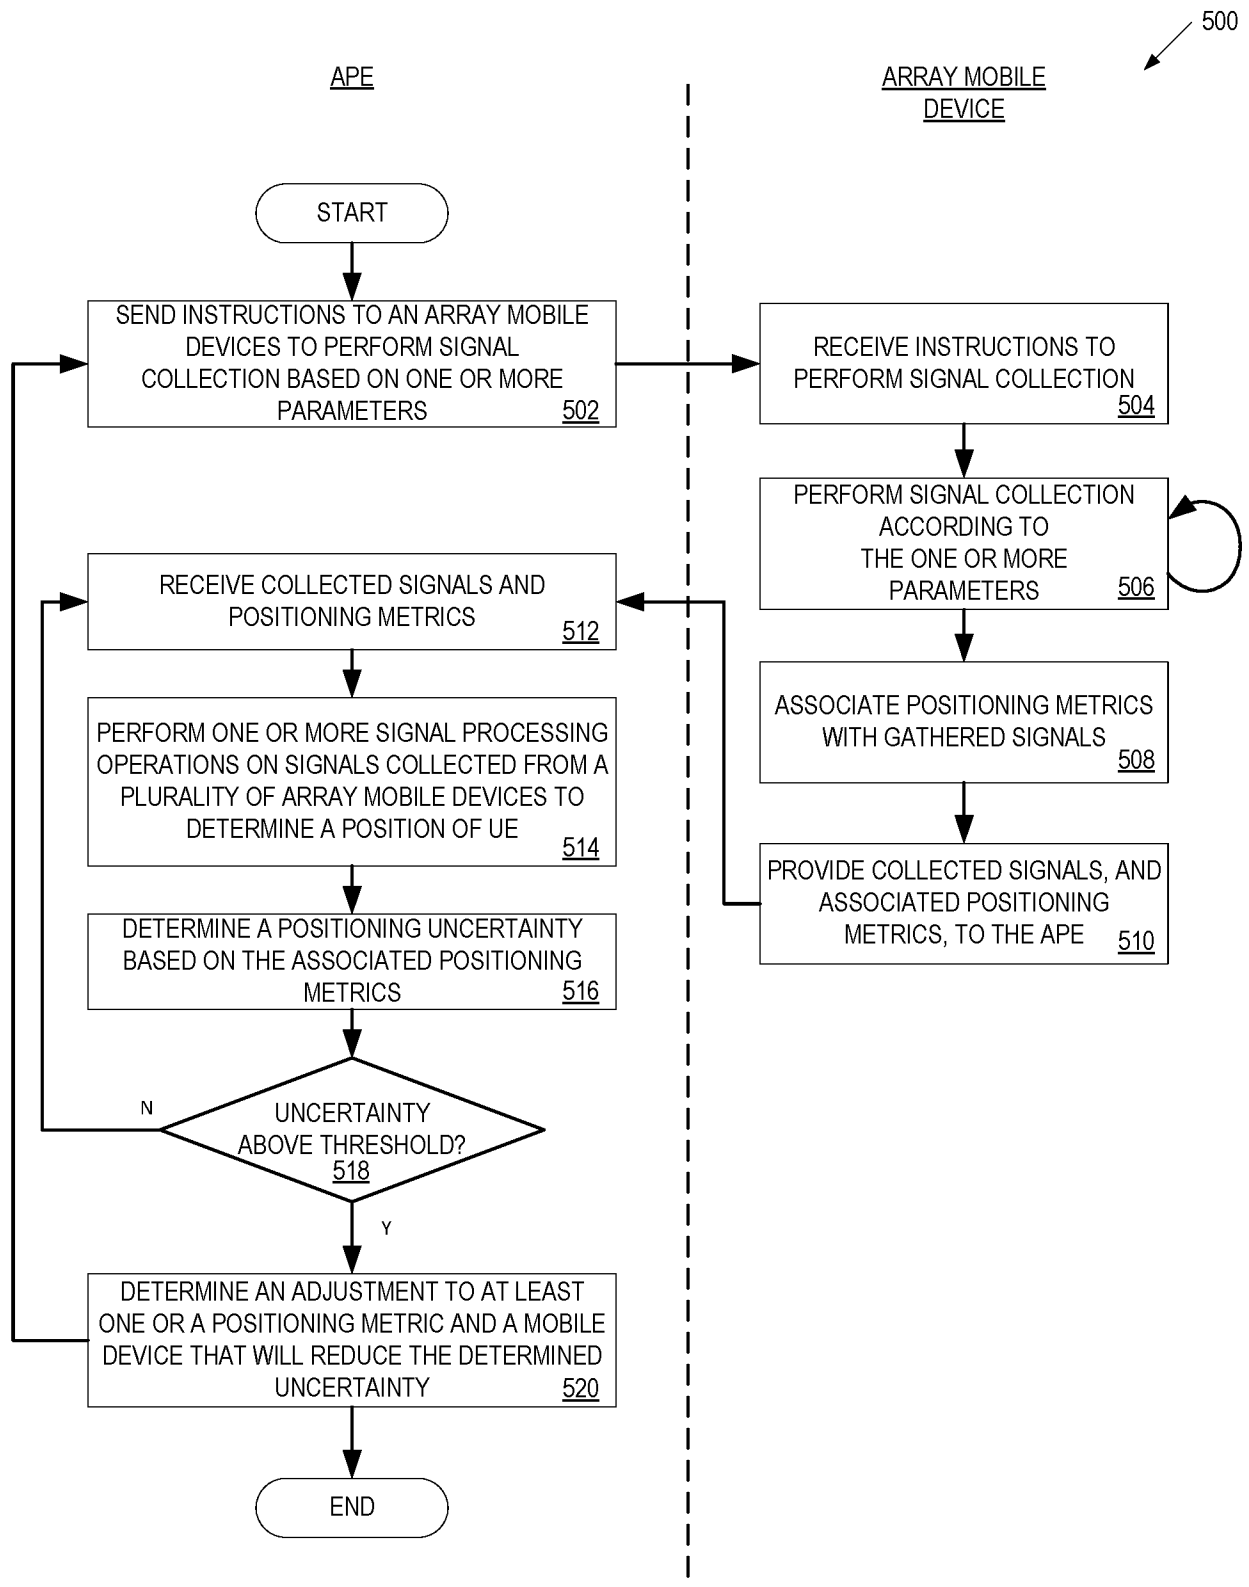 500
APE
ARRAY MOBILE
DEVICE
START
SEND INSTRUCTIONS TO AN ARRAY MOBILE
DEVICES TO PERFORM SIGNAL
COLLECTION BASED ON ONE OR MORE
PARAMETERS
502
RECEIVE INSTRUCTIONS TO
PERFORM SIGNAL COLLECTION
504
PERFORM SIGNAL COLLECTION
ACCORDING TO
THE ONE OR MORE
PARAMETERS
506
ASSOCIATE POSITIONING METRICS
WITH GATHERED SIGNALS
508
PROVIDE COLLECTED SIGNALS, AND
ASSOCIATED POSITIONING
METRICS, TO THE APE
510
RECEIVE COLLECTED SIGNALS AND
POSITIONING METRICS
512
PERFORM ONE OR MORE SIGNAL PROCESSING
OPERATIONS ON SIGNALS COLLECTED FROM A
PLURALITY OF ARRAY MOBILE DEVICES TO
DETERMINE A POSITION OF UE
514
DETERMINE A POSITIONING UNCERTAINTY
BASED ON THE ASSOCIATED POSITIONING
METRICS
516
UNCERTAINTY
ABOVE THRESHOLD?
518
N
Y
DETERMINE AN ADJUSTMENT TO AT LEAST
ONE OR A POSITIONING METRIC AND A MOBILE
DEVICE THAT WILL REDUCE THE DETERMINED
UNCERTAINTY
520
END